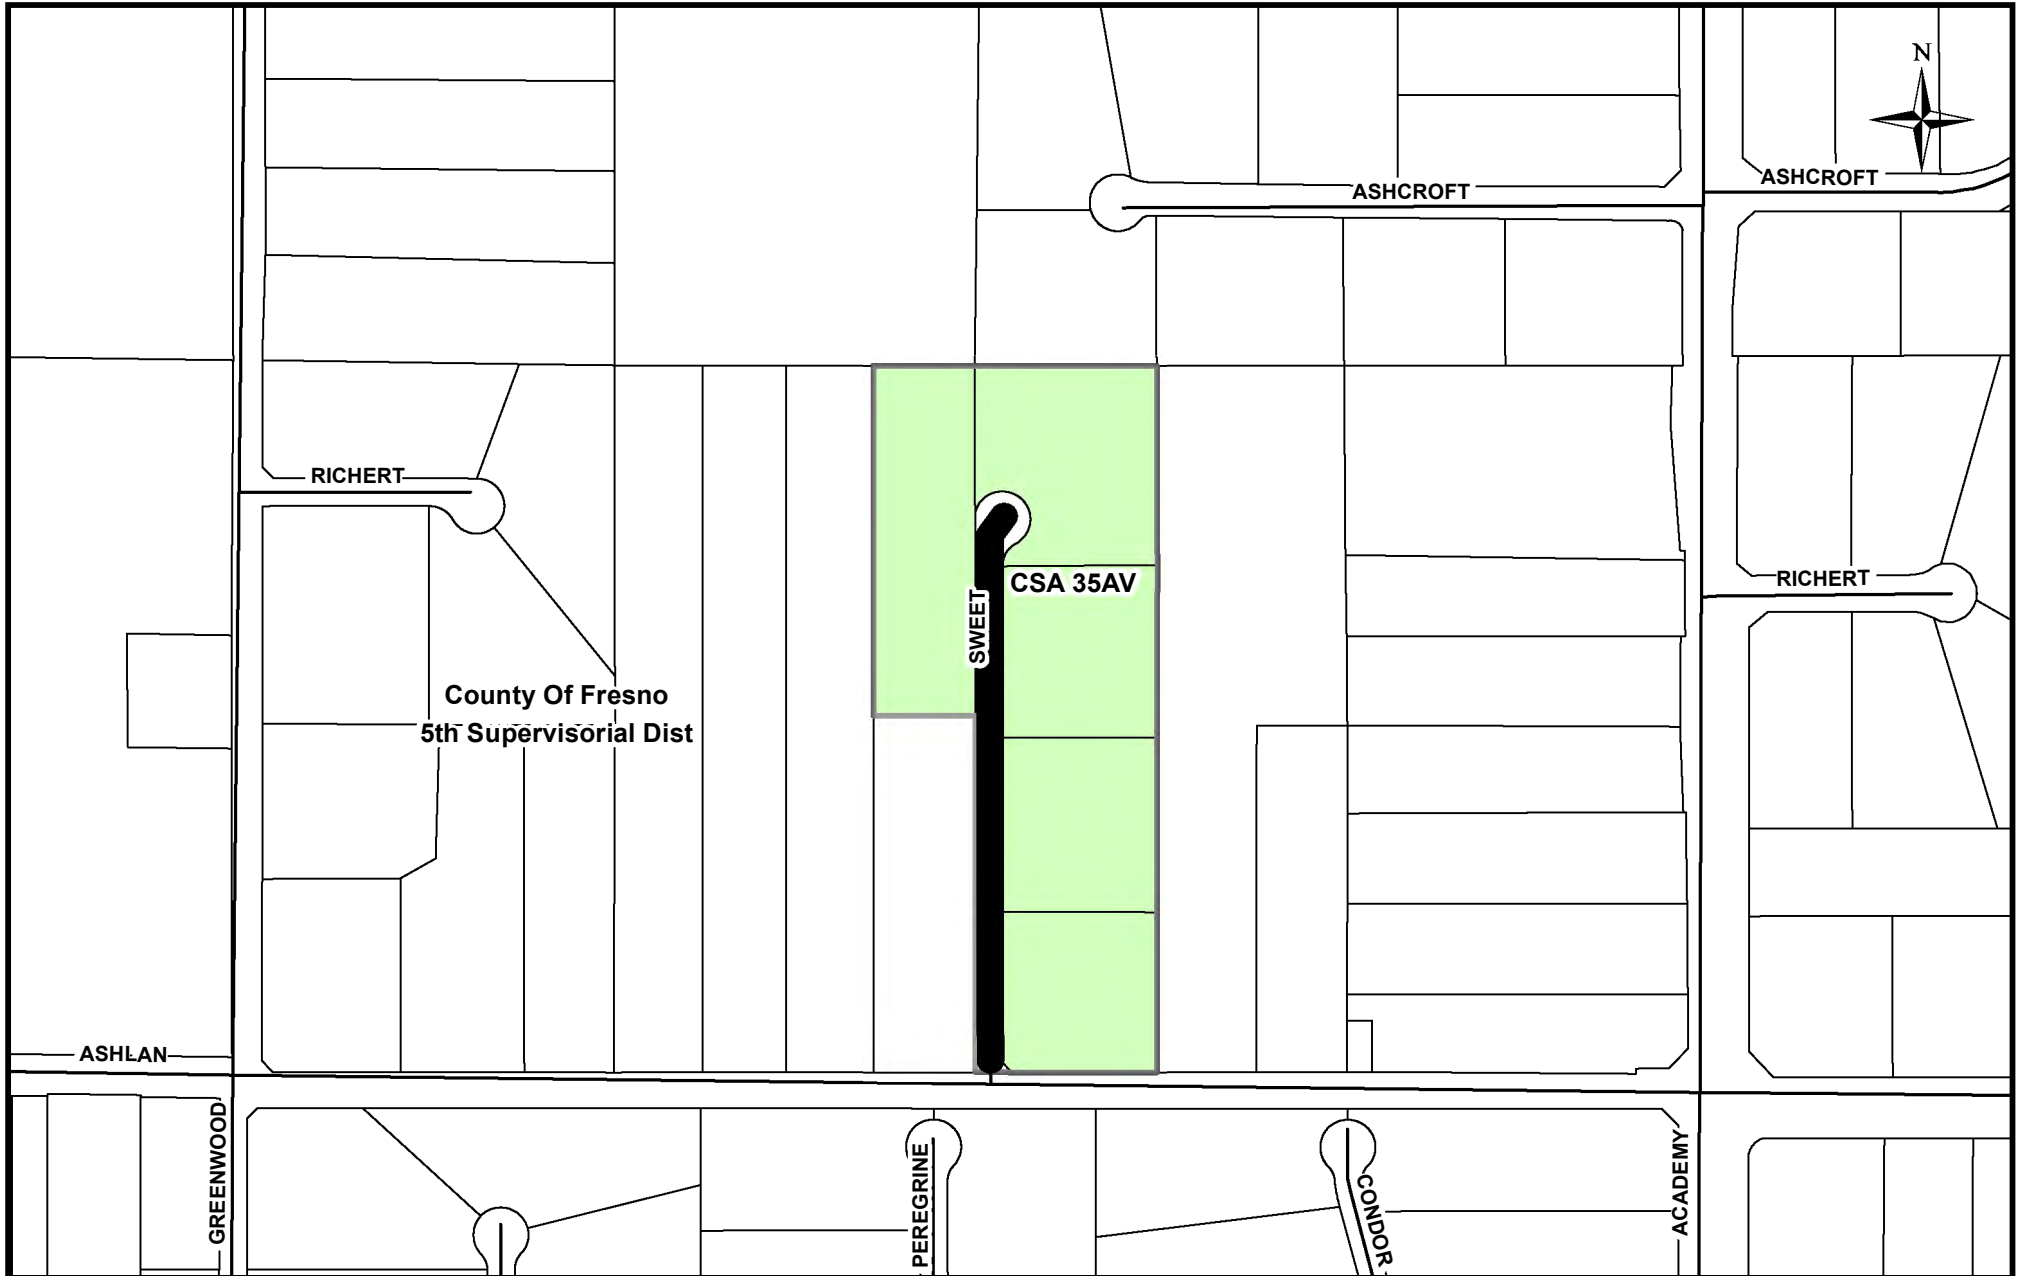 N
ASHCROFT
ASHCROFT
RICHERT
CSA 35AV
RICHERT
SWEET
County Of Fresno
5th Supervisorial Dist
ASHLAN
GREENWOOD
PEREGRINE
CONDOR
ACADEMY